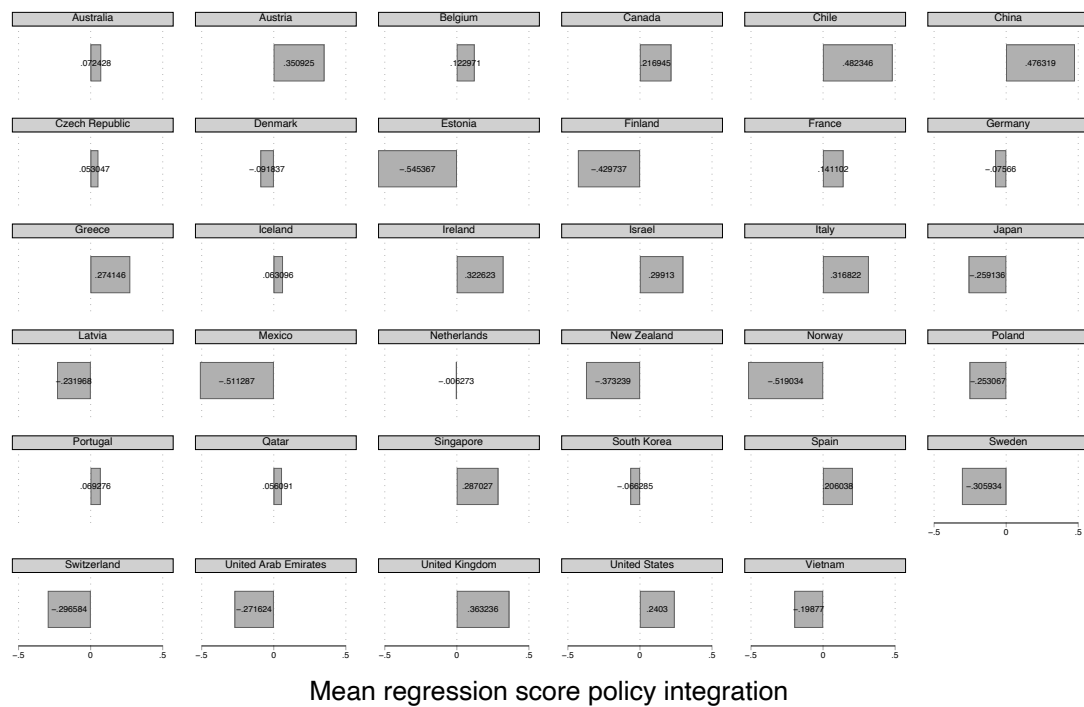 Australia Austria Belgium Canada Chile China
.072428 .350925 .122971 .216945 .482346 .476319
Czech Republic Denmark Estonia Finland France Germany
.053047 −.091837 −.545367 −.429737 .141102 −.07566
Greece Iceland Ireland Israel Italy Japan
.274146 .063096 .322623 .29913 .316822 −.259136
Latvia Mexico Netherlands New Zealand Norway Poland
−.231968 −.511287 −.006273 −.373239 −.519034 −.253067
Portugal Qatar Singapore South Korea Spain Sweden
.069276 .056091 .287027 −.066285 .206038 −.305934
−.5 0 .5
Switzerland United Arab Emirates United Kingdom United States Vietnam
−.296584 −.271624 .363236 .2403 −.19877
−.5 0 .5 −.5 0 .5 −.5 0 .5 −.5 0 .5 −.5 0 .5
Mean regression score policy integration